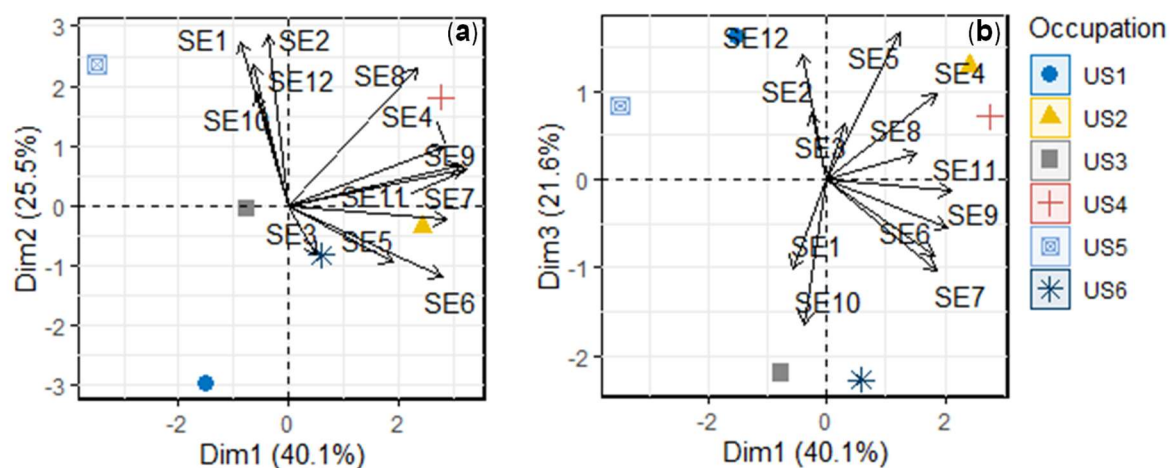 (a)
SE1
SE2
SE12
SE8
SE10
SE4
SE9
SE11
SE7
SE3
SE5
SE6
3
2
1
0
-1
-2
-3
-2
0
2
Dim2 (25.5%)
Dim1 (40.1%)
(b)
SE12
SE5
SE4
SE2
SE8
SE3
SE11
SE9
SE6
SE1
SE7
SE10
1
0
-1
-2
-2
0
2
Dim3 (21.6%)
Dim1 (40.1%)
Occupation
US1
US2
US3
US4
US5
US6